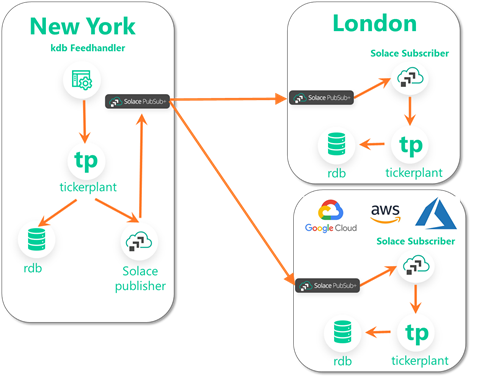 New York
kdb Feedhandler
Solace PubSub+
tp
tickerplant
rdb
Solace
publisher
London
Solace Subscriber
Solace PubSub+
tp
rdb
tickerplant
Google Cloud
aws
Solace Subscriber
Solace PubSub+
tp
rdb
tickerplant